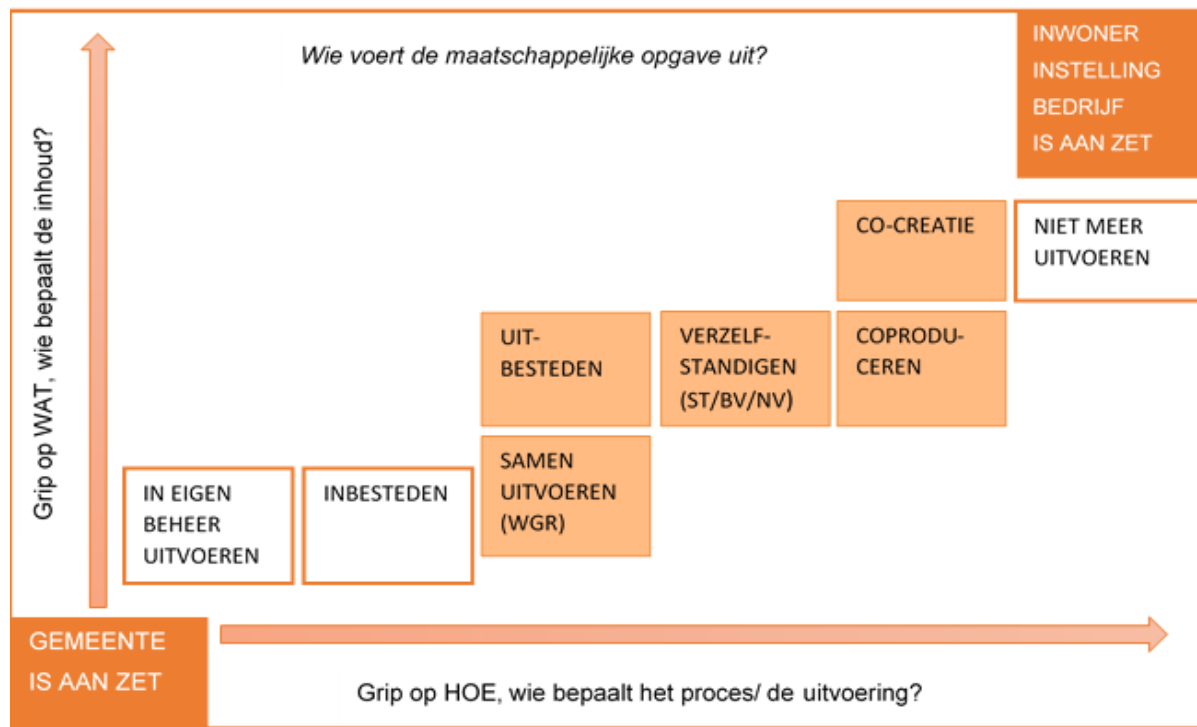 Wie voert de maatschappelijke opgave uit?
INWONER
INSTELLING
BEDRIJF
IS AAN ZET
Grip op WAT, wie bepaalt de inhoud?
CO-CREATIE
NIET MEER
UITVOEREN
UIT-
BESTEDEN
VERZELF-
STANDIGEN
(ST/BV/NV)
COPRODU-
CEREN
IN EIGEN
BEHEER
UITVOEREN
INBESTEDEN
SAMEN
UITVOEREN
(WGR)
GEMEENTE
IS AAN ZET
Grip op HOE, wie bepaalt het proces/ de uitvoering?